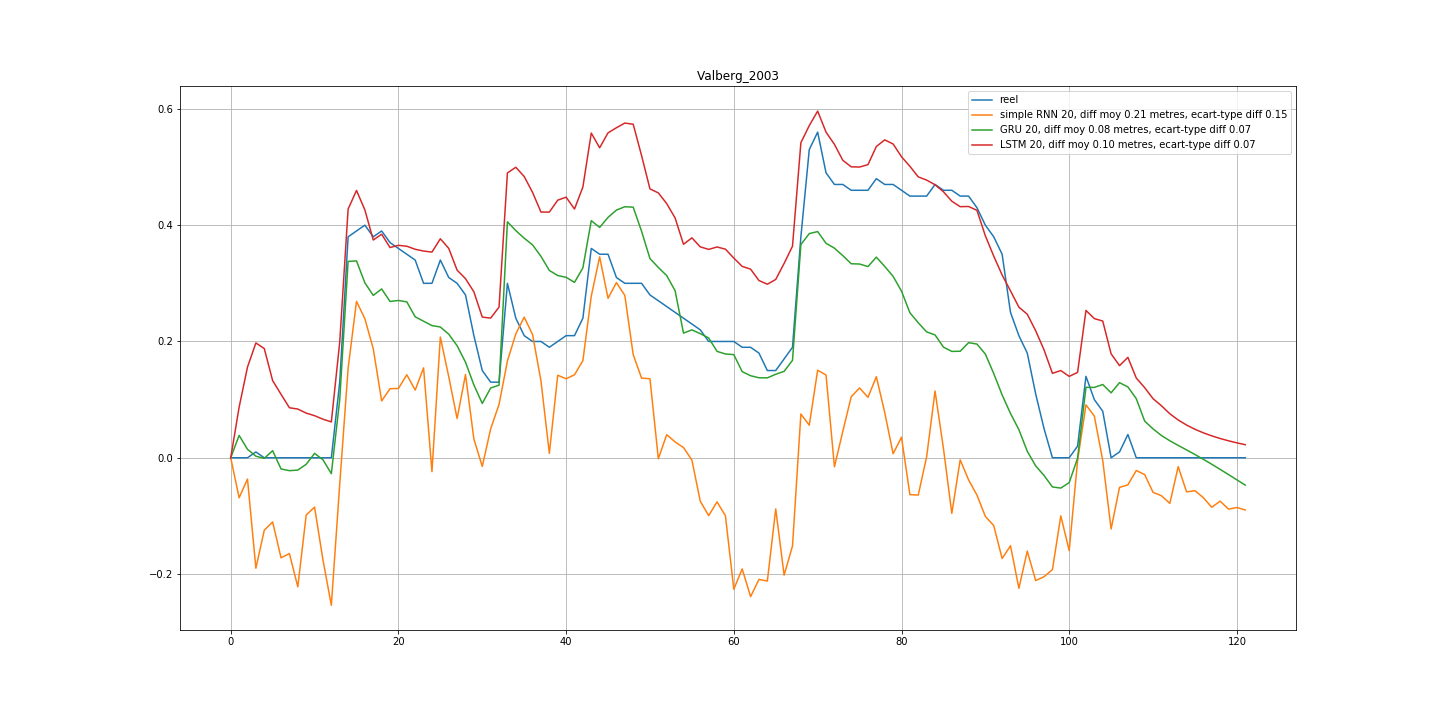 Valberg_2003
reel
simple RNN 20, diff moy 0.21 metres, ecart-type diff 0.15
GRU 20, diff moy 0.08 metres, ecart-type diff 0.07
LSTM 20, diff moy 0.10 metres, ecart-type diff 0.07
0.6
0.4
0.2
0.0
−0.2
0 20 40 60 80 100 120